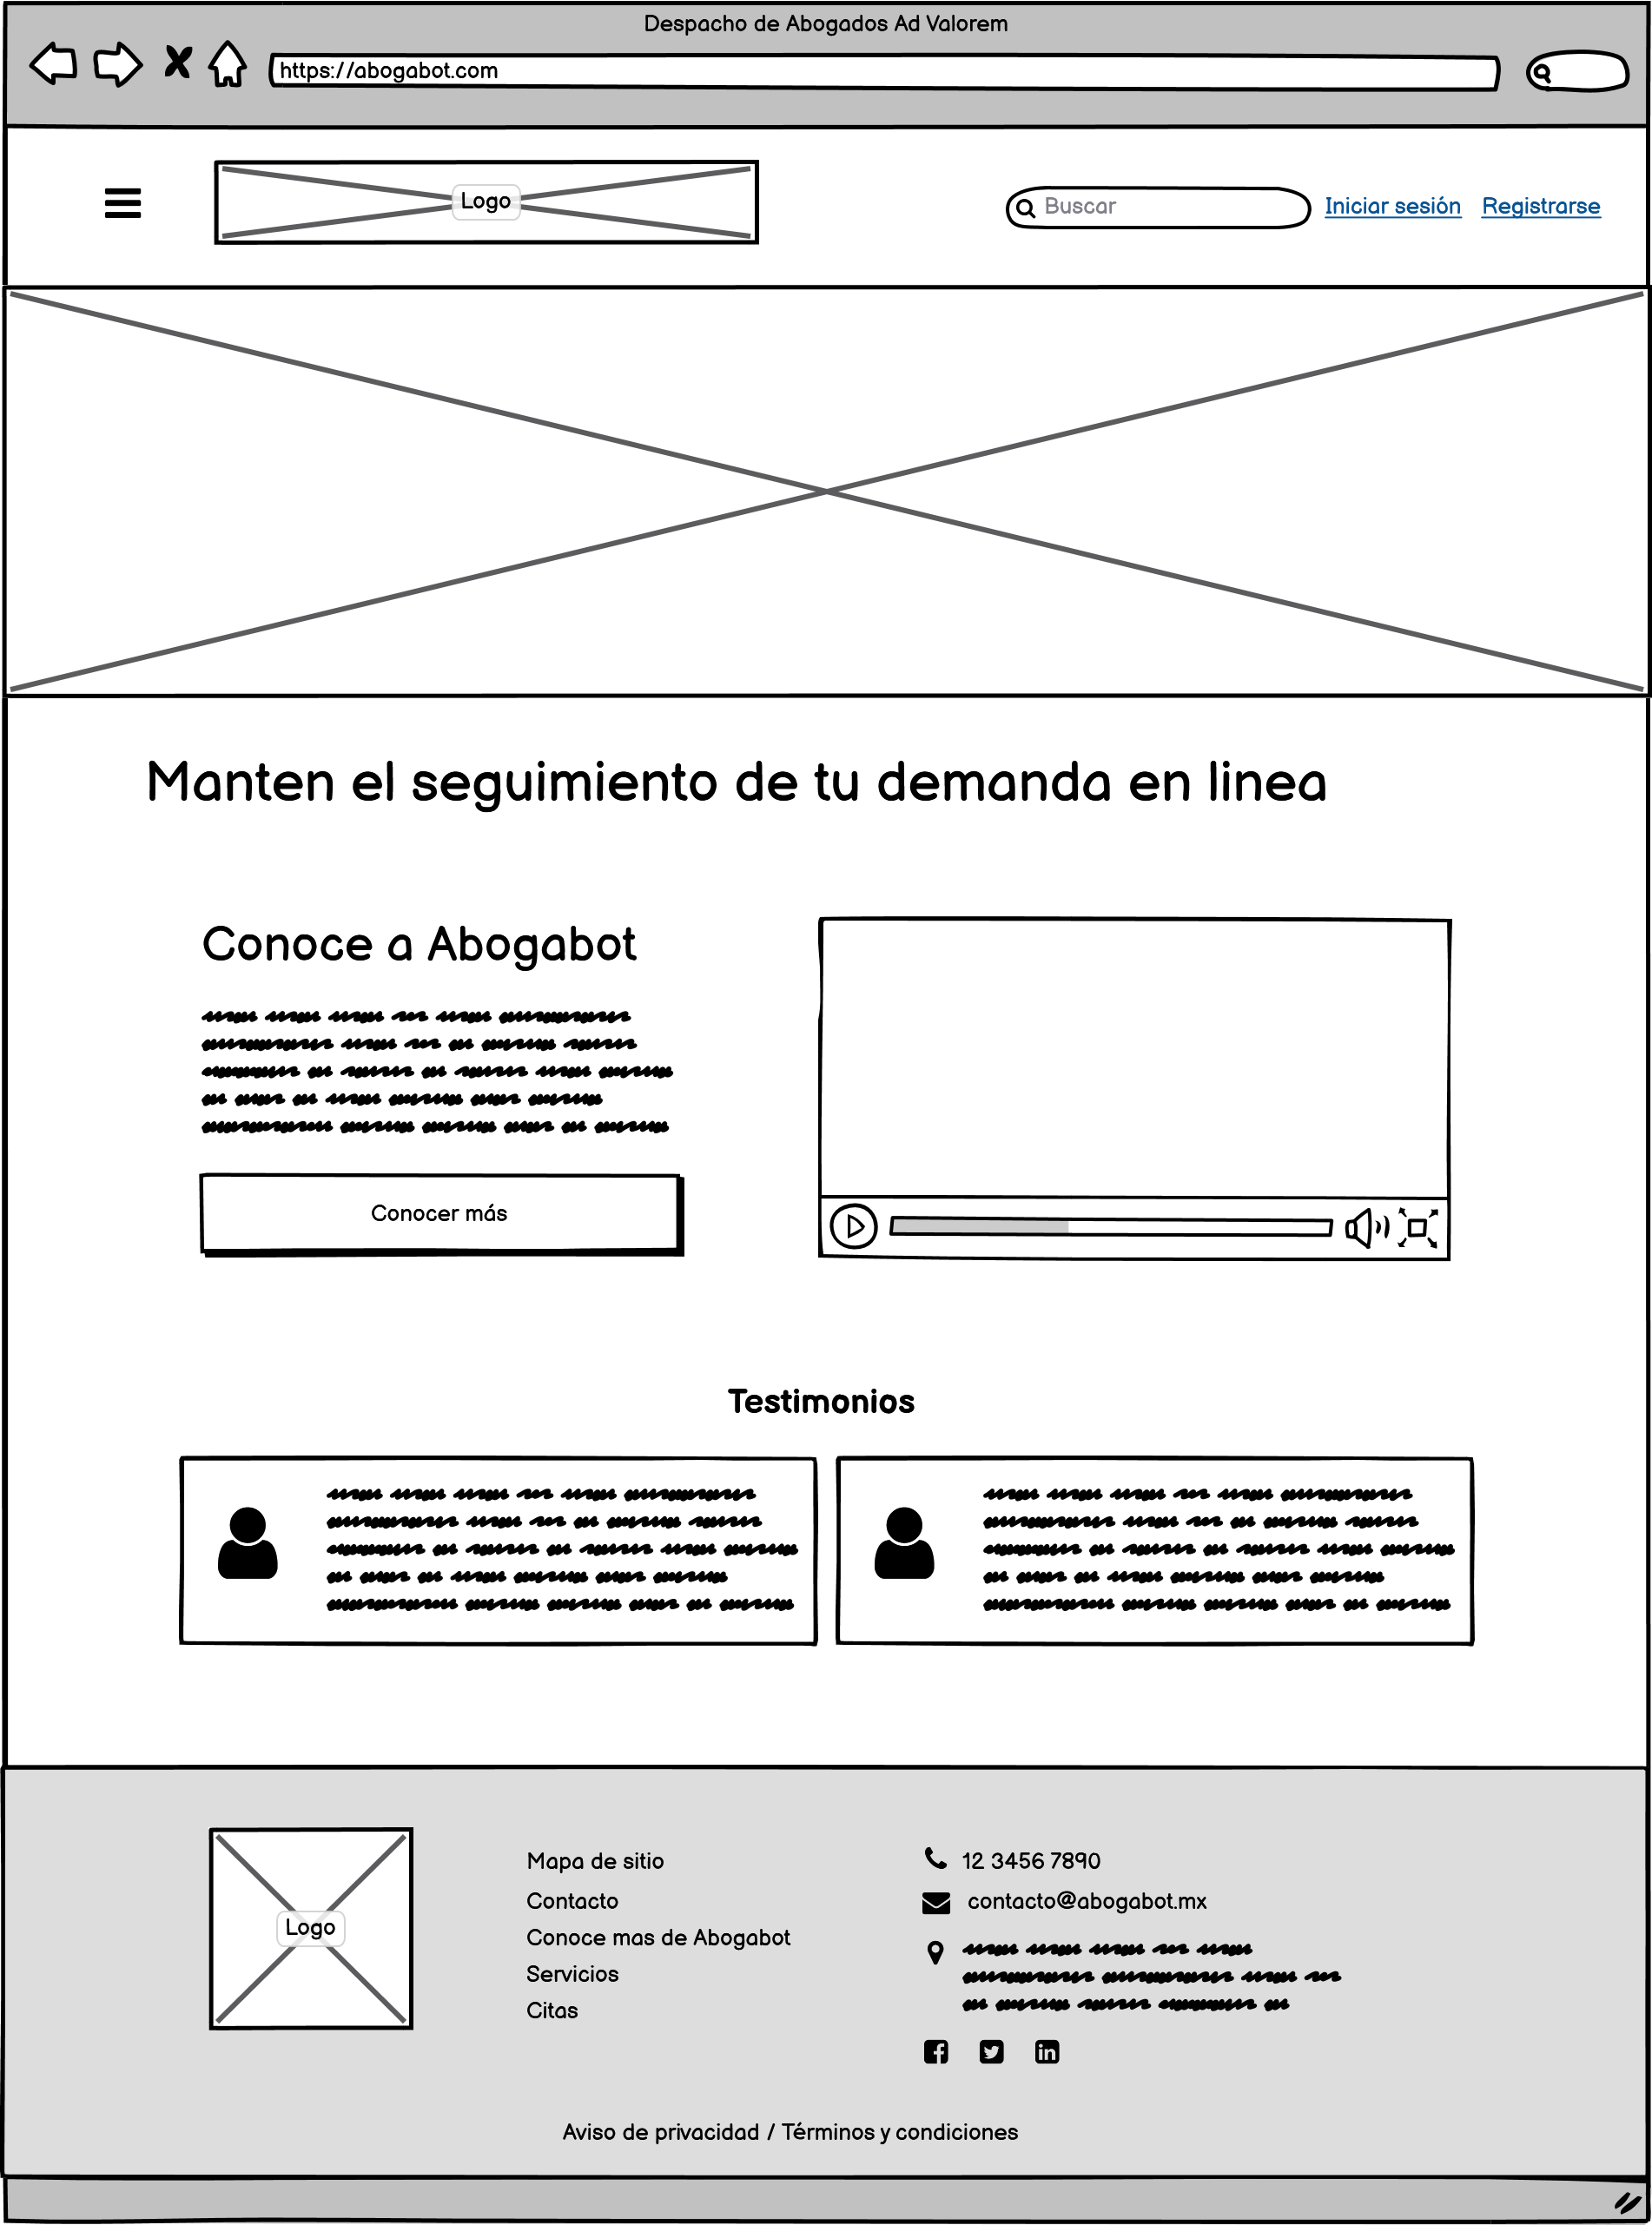 Despacho de Abogados Ad Valorem
https://abogabot.com
Logo
Buscar
Iniciar sesión
Registrarse
Manten el seguimiento de tu demanda en linea
Conoce a Abogabot
Conocer más
Testimonios
Logo
Mapa de sitio
Contacto
Conoce mas de Abogabot
Servicios
Citas
12 3456 7890
contacto@abogabot.mx
Aviso de privacidad / Términos y condiciones